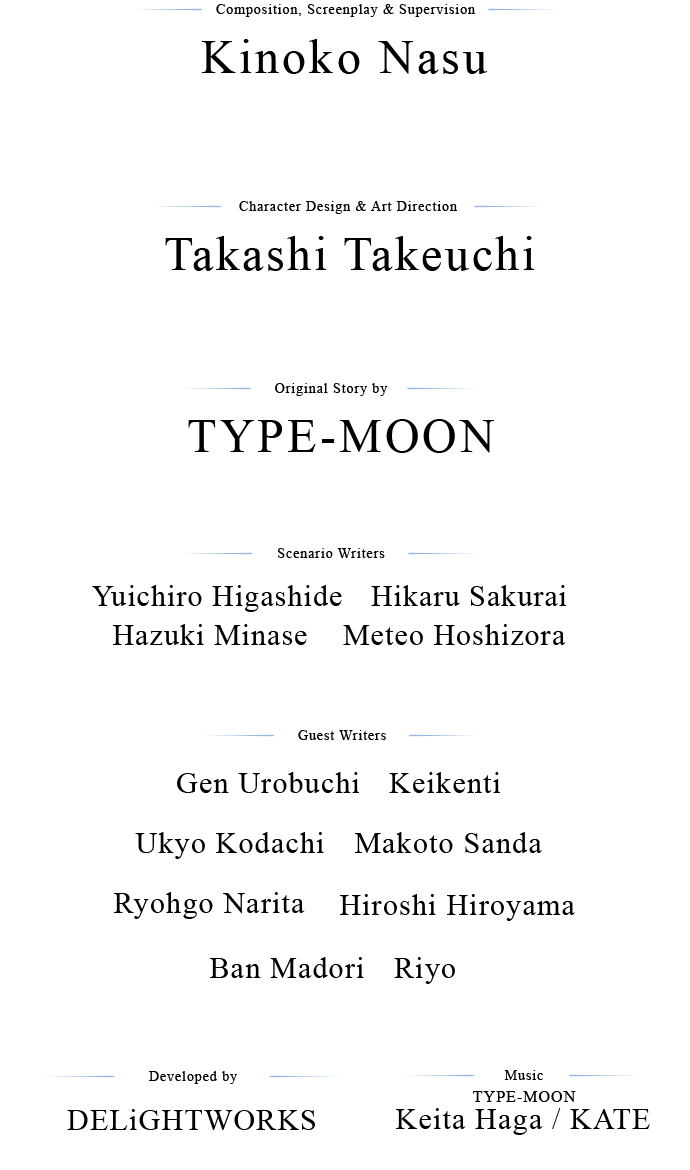 Composition, Screenplay & Supervision
Kinoko Nasu
Character Design & Art Direction
Takashi Takeuchi
Original Story by
TYPE-MOON
Scenario Writers
Yuichiro Higashide Hikaru Sakurai
Hazuki Minase Meteo Hoshizora
Guest Writers
Gen Urobuchi Keikenti
Ukyo Kodachi Makoto Sanda
Ryohgo Narita Hiroshi Hiroyama
Ban Madori Riyo
Developed by
DELiGHTWORKS
Music
TYPE-MOON
Keita Haga / KATE